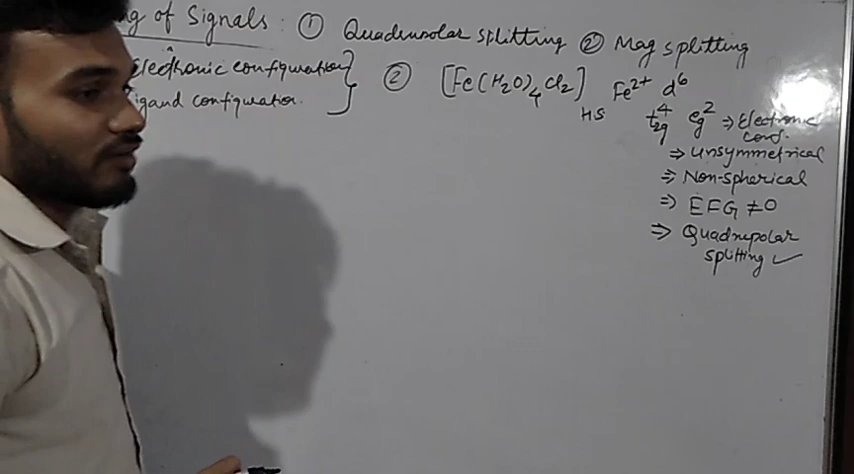 ng of Signals : ① Quadrupolar splitting ② Mag splitting
Electronic configuration
igand configuration.
② [Fe(H₂O)₄Cl₂] Fe²⁺ d⁶
HS
t₂g⁴ eg² ⇒ Electronic
conf.
⇒ Unsymmetrical
⇒ Non-spherical
⇒ EFG ≠ 0
⇒ Quadrupolar
splitting ✓